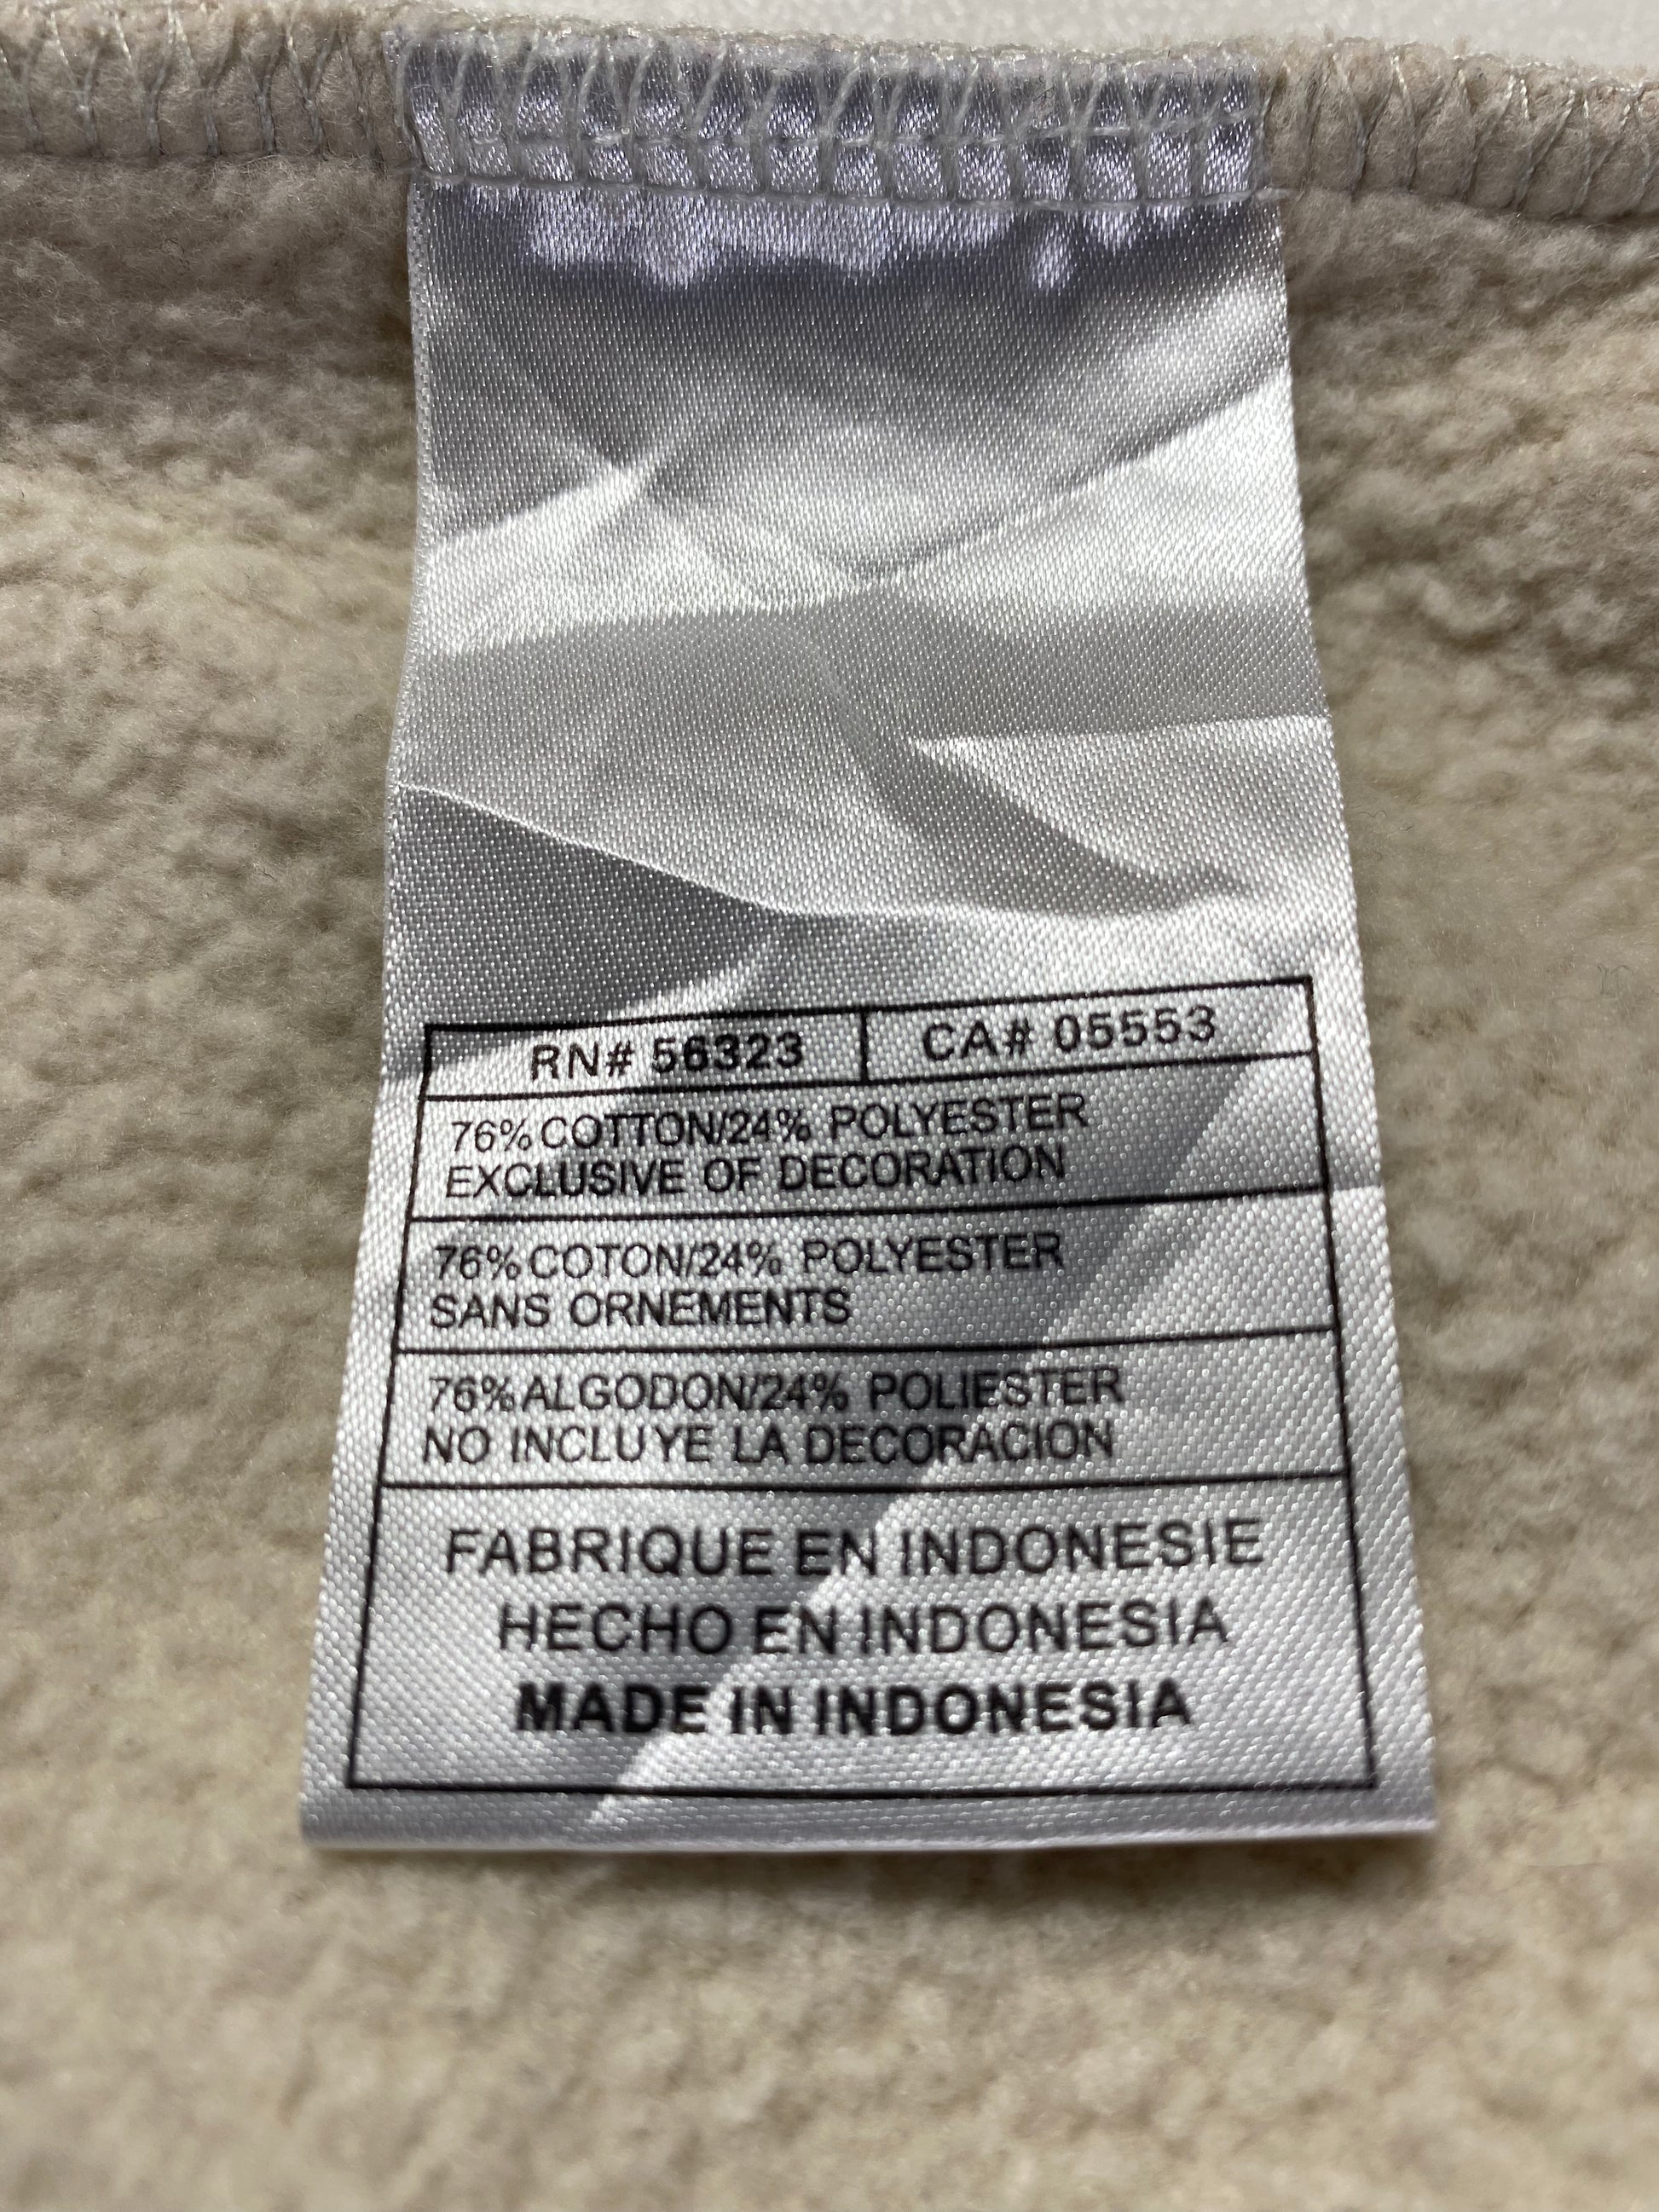 RN# 56323 CA# 05553
76% COTTON/24% POLYESTER
EXCLUSIVE OF DECORATION
76% COTON/24% POLYESTER
SANS ORNEMENTS
76% ALGODON/24% POLIESTER
NO INCLUYE LA DECORACION
FABRIQUE EN INDONESIE
HECHO EN INDONESIA
MADE IN INDONESIA